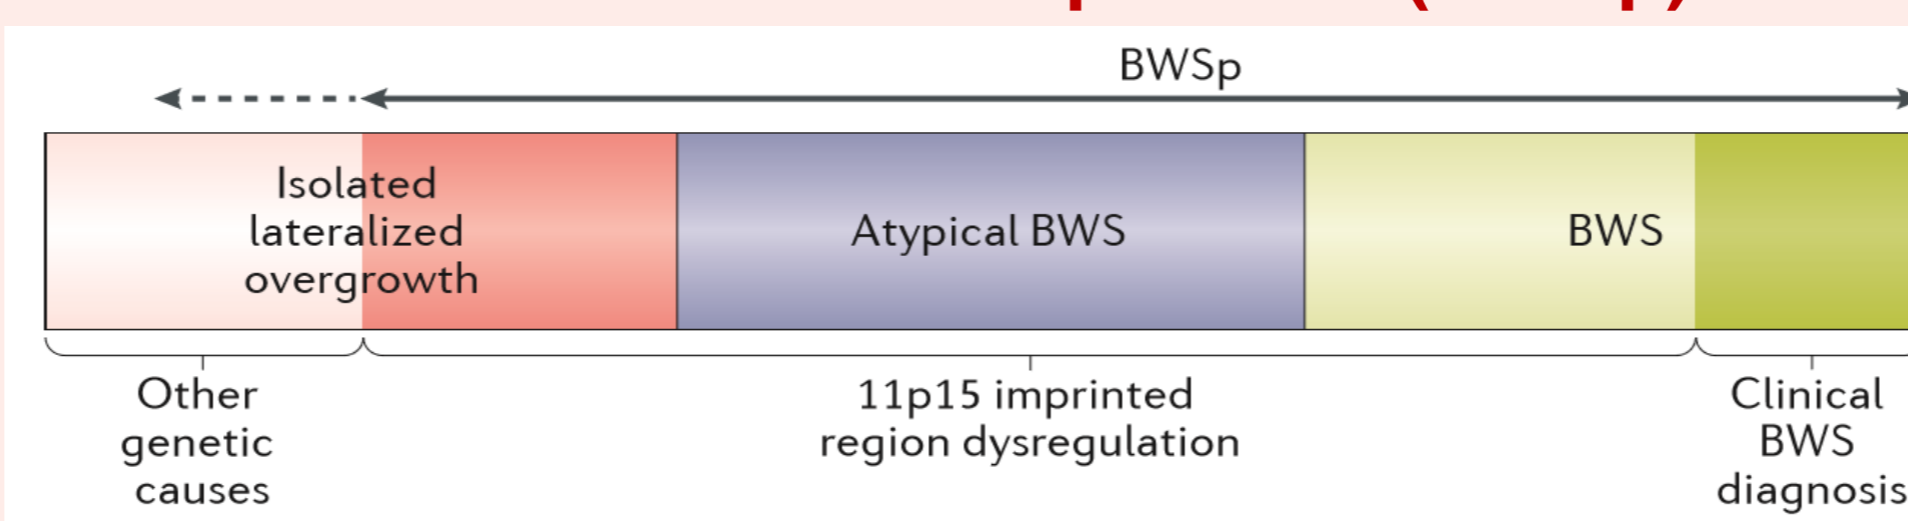 BWSp
Isolated
lateralized
overgrowth
Atypical BWS
BWS
Other
genetic
causes
11p15 imprinted
region dysregulation
Clinical
BWS
diagnosis